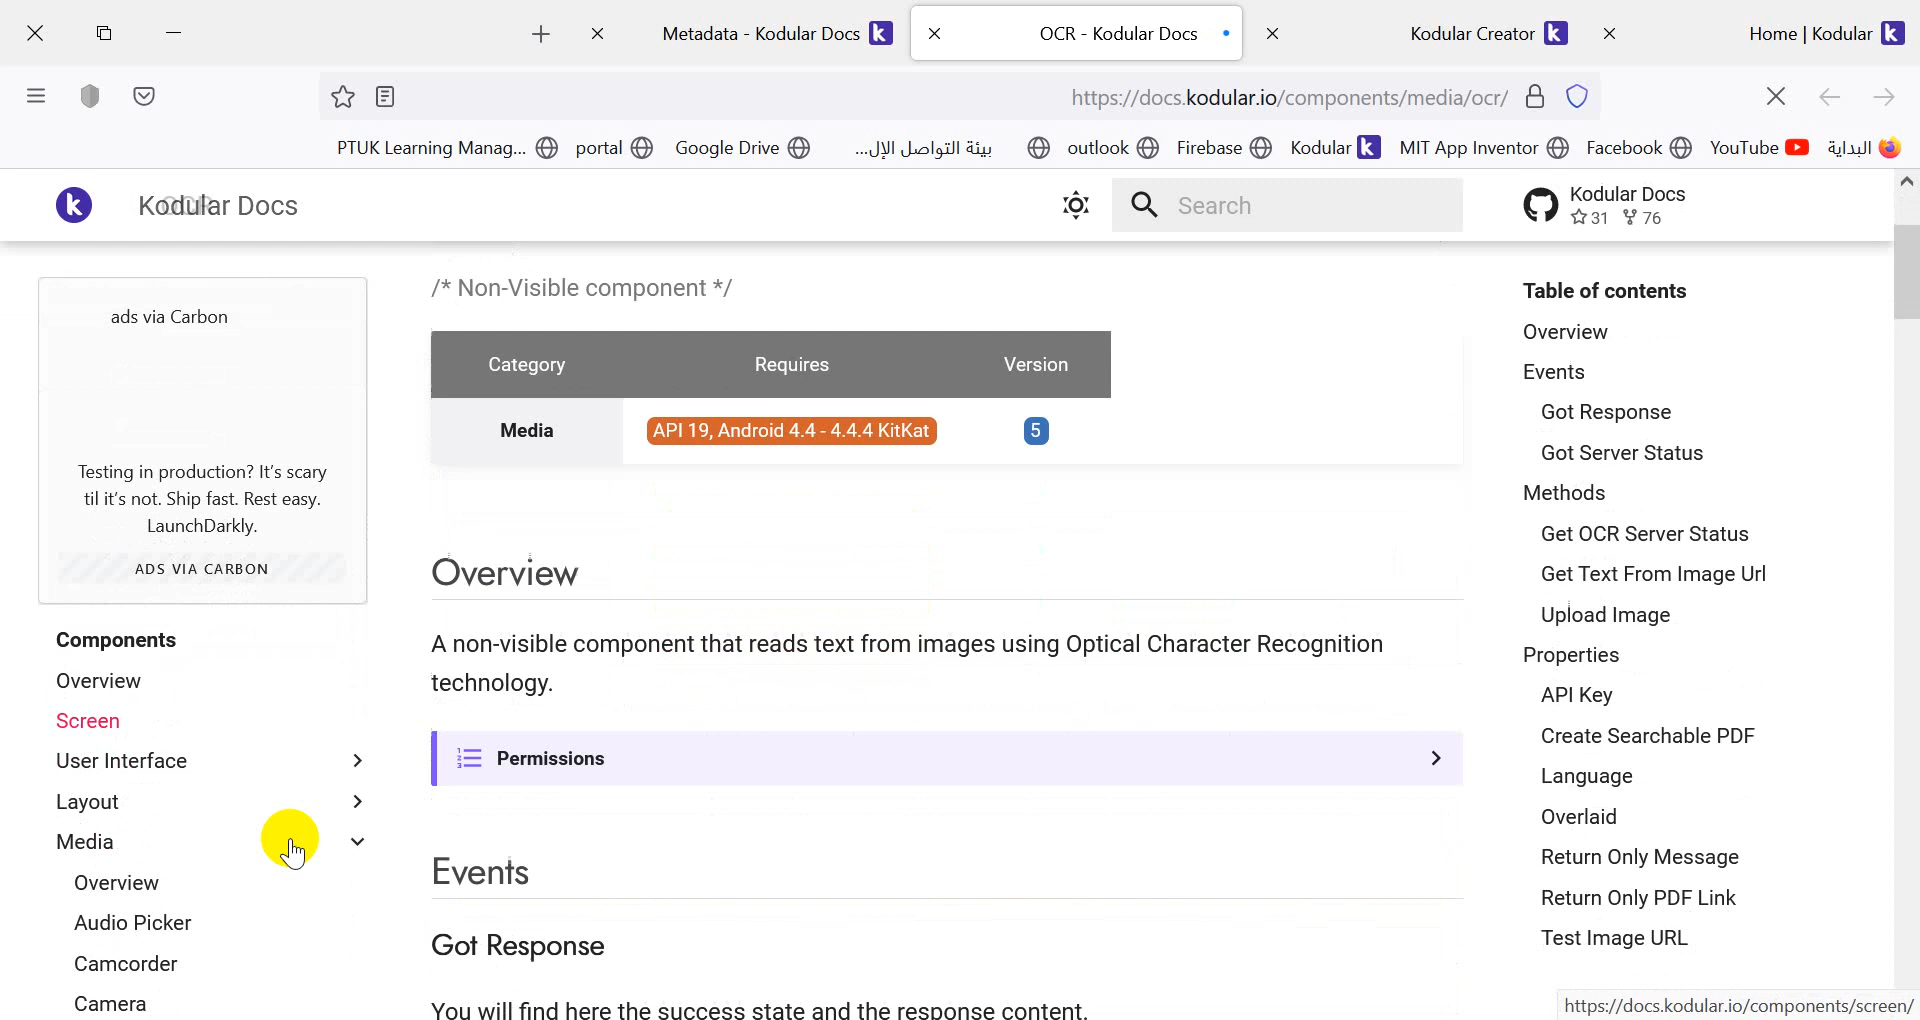 Metadata - Kodular Docs
OCR - Kodular Docs
Kodular Creator
Home | Kodular
https://docs.kodular.io/components/media/ocr/
PTUK Learning Manag...
portal
Google Drive
بيئة التواصل الإل...
outlook
Firebase
Kodular
MIT App Inventor
Facebook
YouTube
البداية
Kodular Docs
Search
Kodular Docs
31 76
ads via Carbon
Testing in production? It's scary
til it's not. Ship fast. Rest easy.
LaunchDarkly.
ADS VIA CARBON
Components
Overview
Screen
User Interface
Layout
Media
Overview
Audio Picker
Camcorder
Camera
/* Non-Visible component */
Category Requires Version
Media API 19, Android 4.4 - 4.4.4 KitKat 5
Overview
A non-visible component that reads text from images using Optical Character Recognition
technology.
Permissions
Events
Got Response
You will find here the success state and the response content.
Table of contents
Overview
Events
Got Response
Got Server Status
Methods
Get OCR Server Status
Get Text From Image Url
Upload Image
Properties
API Key
Create Searchable PDF
Language
Overlaid
Return Only Message
Return Only PDF Link
Test Image URL
https://docs.kodular.io/components/screen/